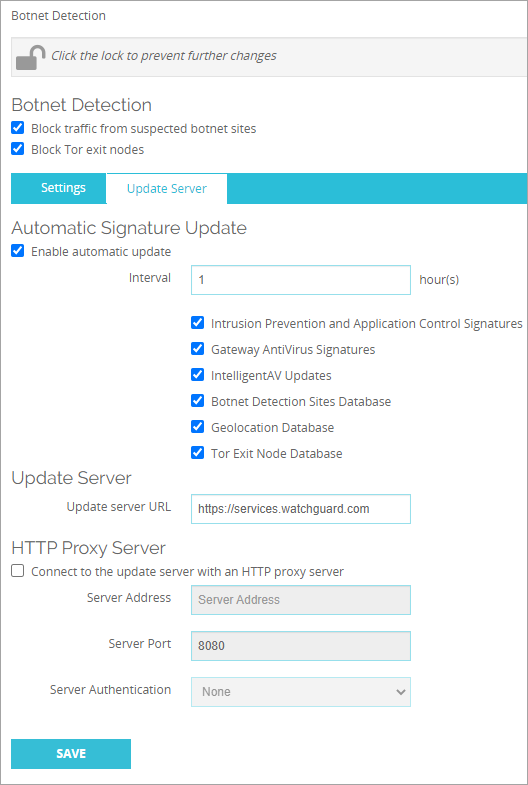 Botnet Detection
Click the lock to prevent further changes
Botnet Detection
Block traffic from suspected botnet sites
Block Tor exit nodes
Settings Update Server
Automatic Signature Update
Enable automatic update
Interval 1 hour(s)
Intrusion Prevention and Application Control Signatures
Gateway AntiVirus Signatures
IntelligentAV Updates
Botnet Detection Sites Database
Geolocation Database
Tor Exit Node Database
Update Server
Update server URL https://services.watchguard.com
HTTP Proxy Server
Connect to the update server with an HTTP proxy server
Server Address Server Address
Server Port 8080
Server Authentication None
SAVE